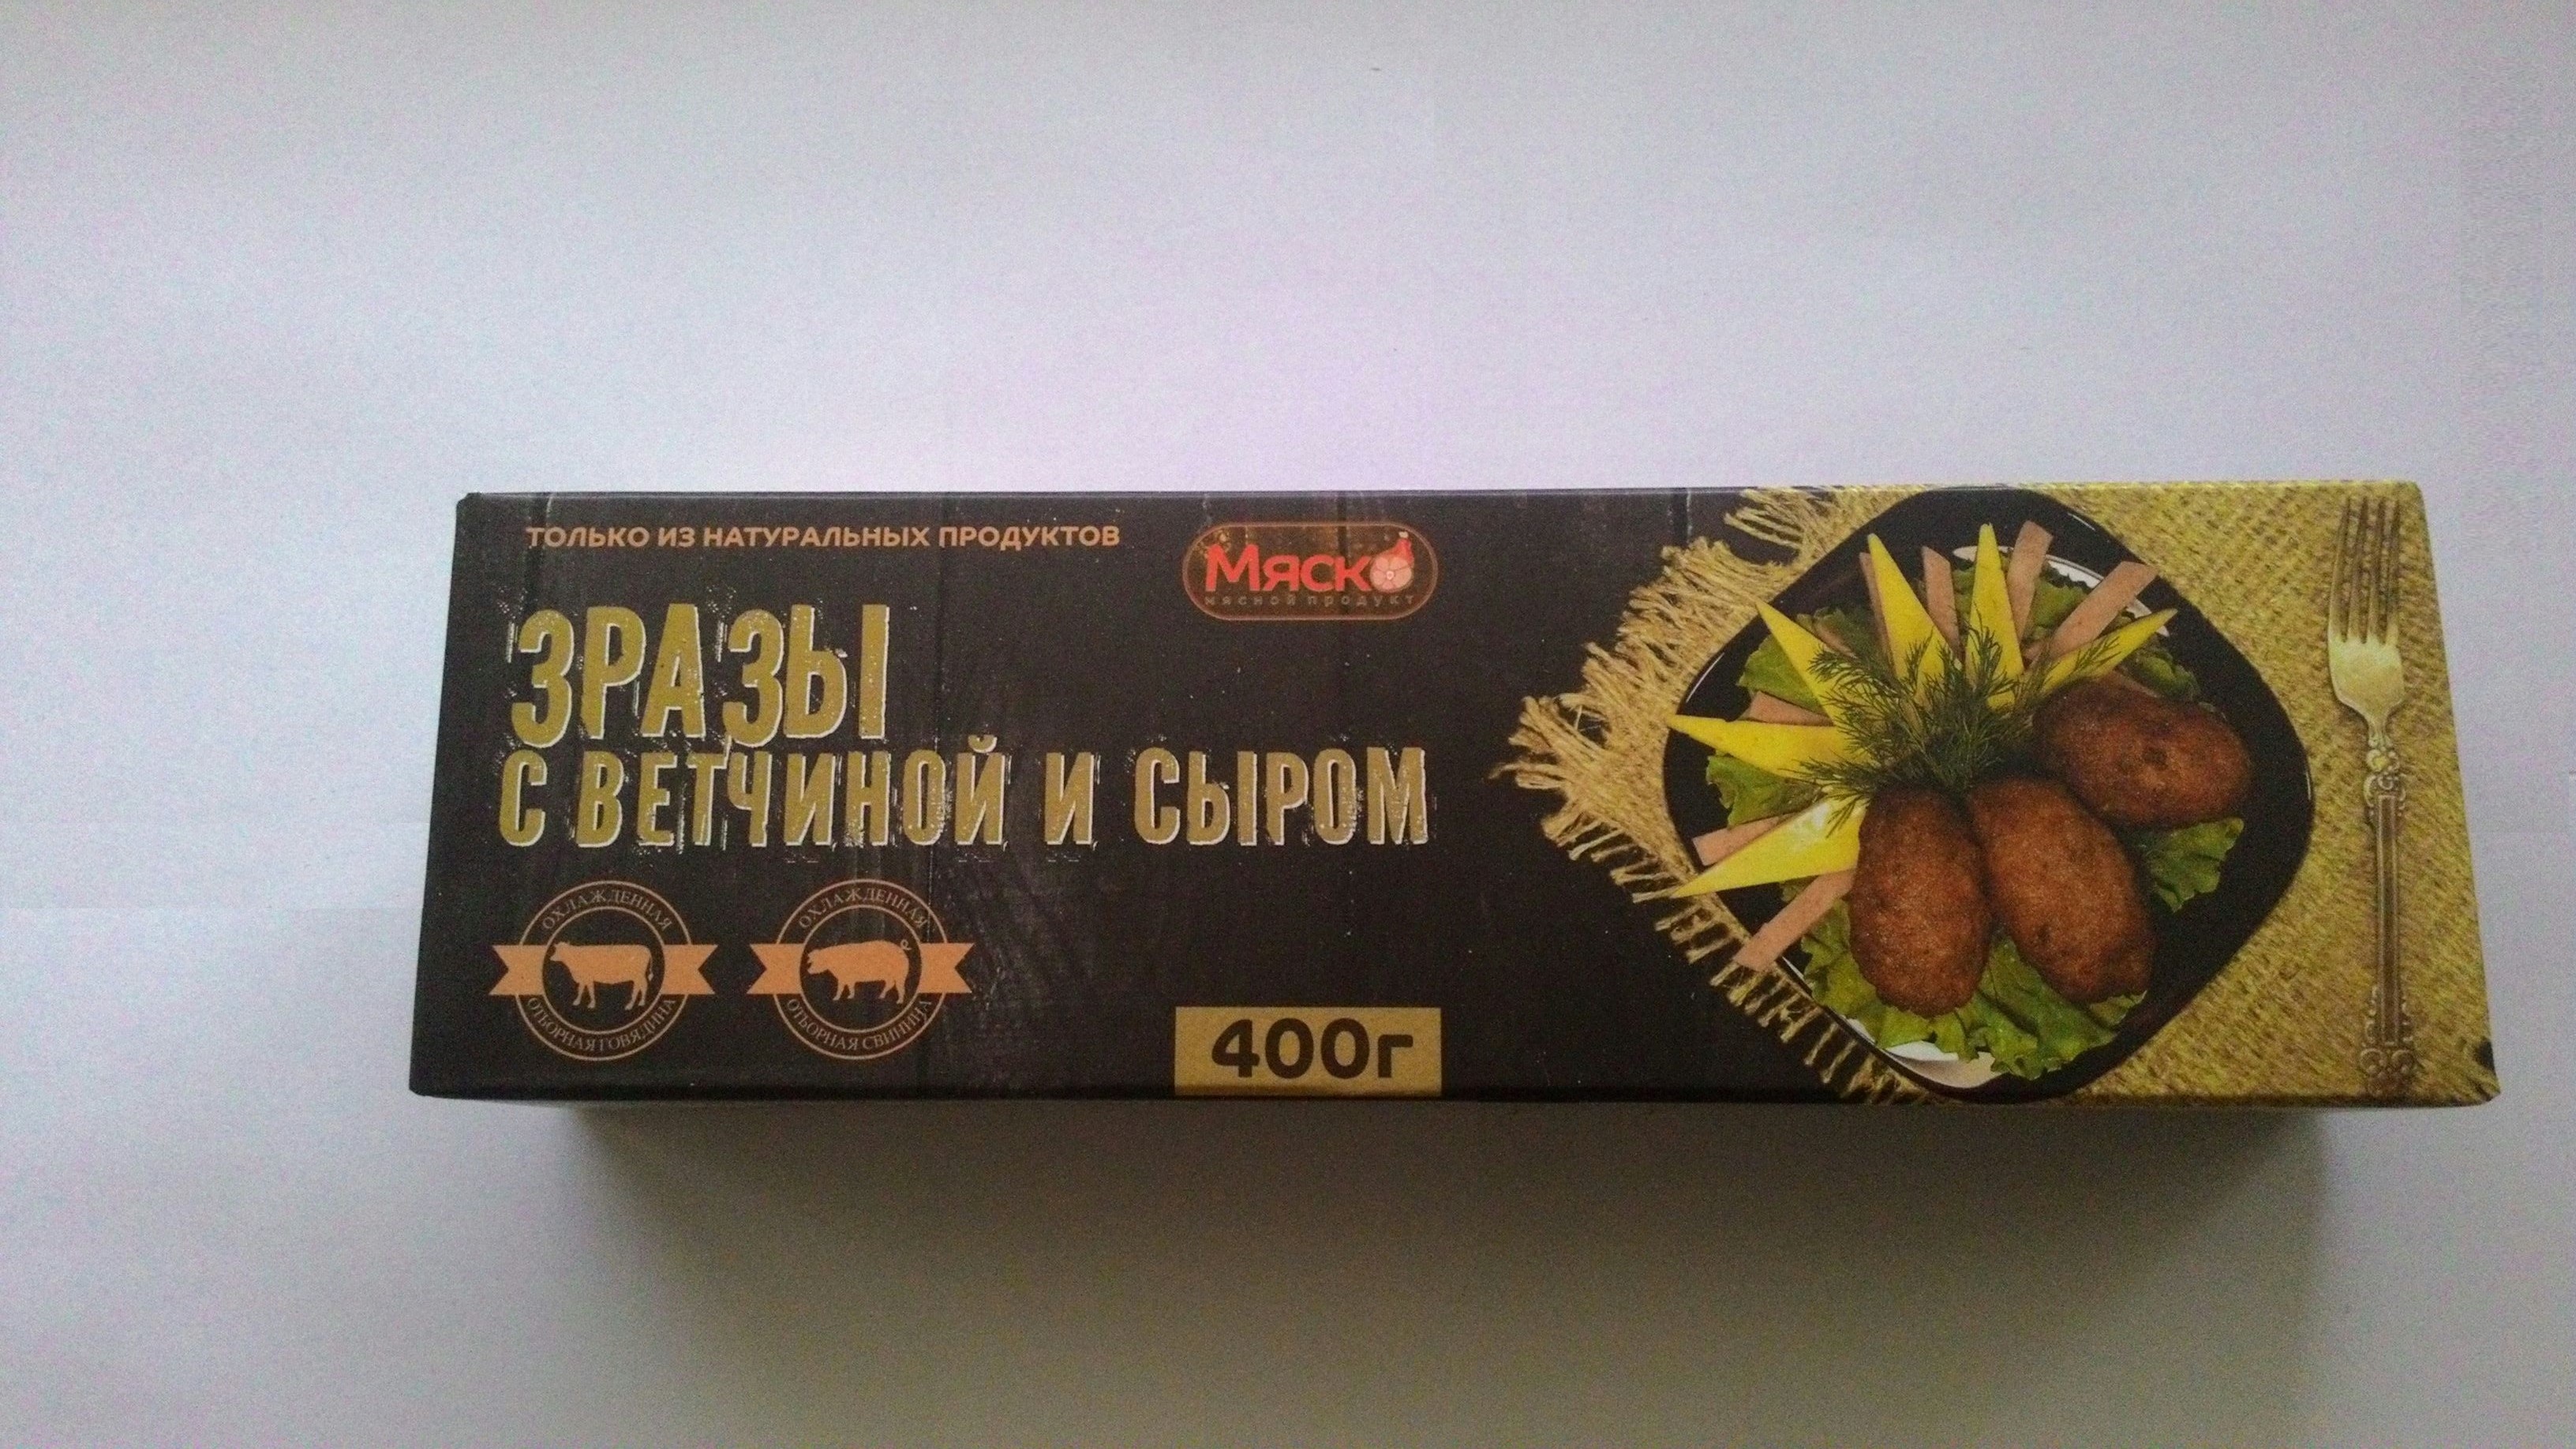 ТОЛЬКО ИЗ НАТУРАЛЬНЫХ ПРОДУКТОВ
Мяско
мясной продукт
ЗРАЗЫ
С ВЕТЧИНОЙ И СЫРОМ
ОХЛАЖДЕННАЯ
ОТБОРНАЯ ГОВЯДИНА
ОХЛАЖДЕННАЯ
ОТБОРНАЯ СВИНИНА
400г